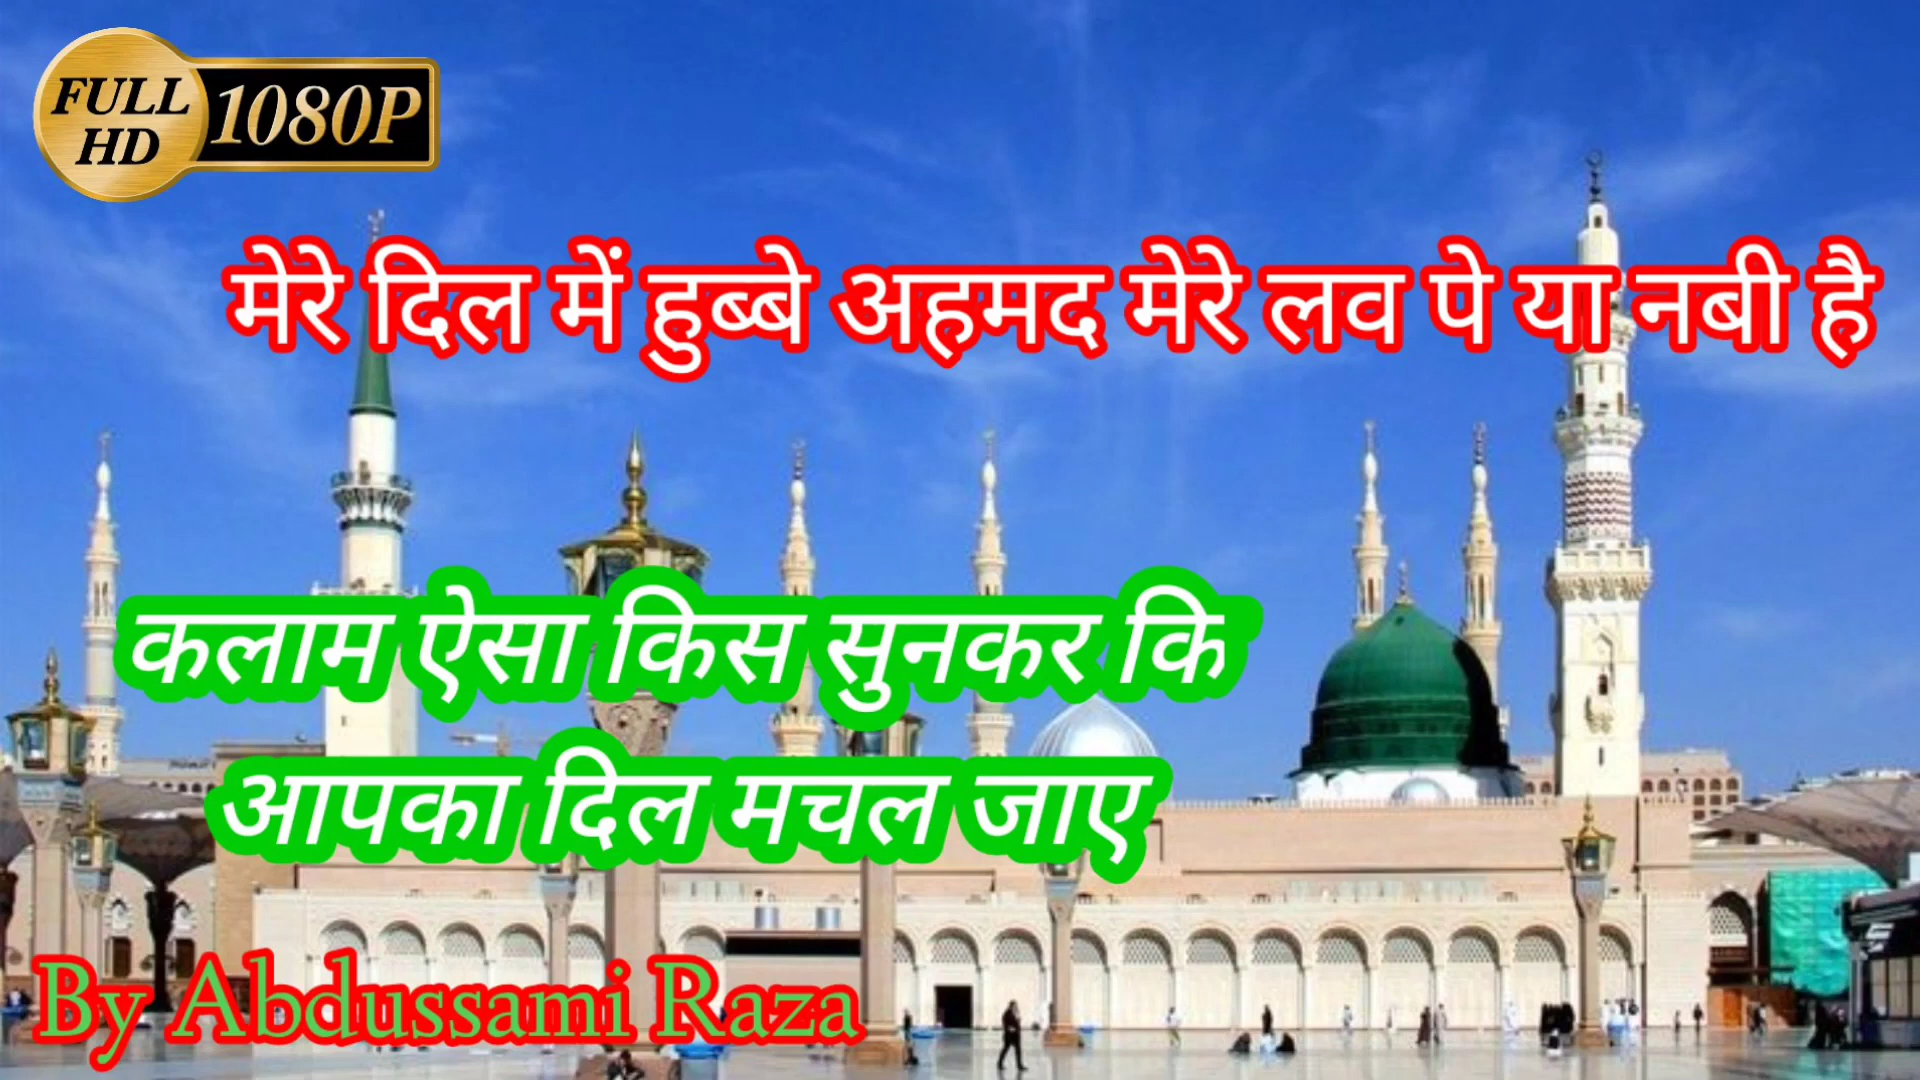 FULL HD 1080P
मेरे दिल में हुब्बे अहमद मेरे लव पे या नबी है
कलाम ऐसा किस सुनकर कि
आपका दिल मचल जाए
By Abdussami Raza